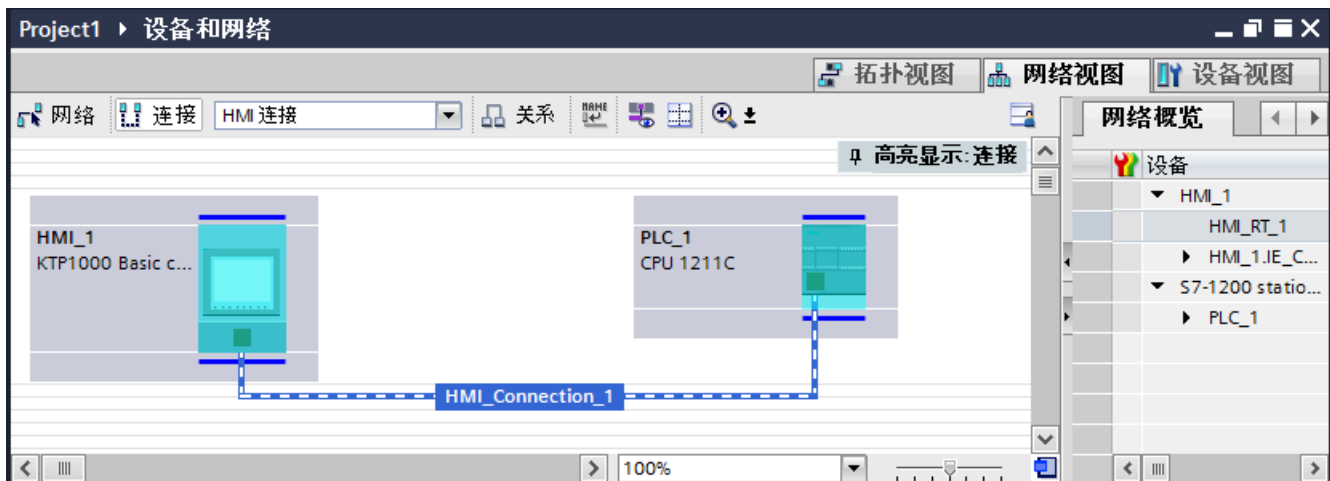 Project1 ▸ 设备和网络
拓扑视图 网络视图 设备视图
网络 连接 HMI 连接 关系 NAME
网络概览
高亮显示:连接
设备
HMI_1
KTP1000 Basic c...
PLC_1
CPU 1211C
HMI_Connection_1
HMI_1
HMI_RT_1
HMI_1.IE_C...
S7-1200 statio...
PLC_1
100%